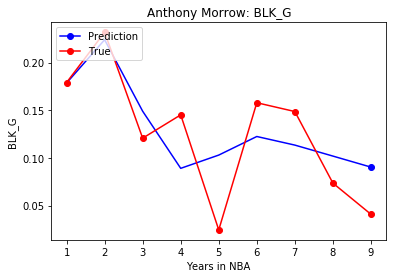 Anthony Morrow: BLK_G
Prediction
True
0.20
0.15
0.10
0.05
BLK_G
1 2 3 4 5 6 7 8 9
Years in NBA